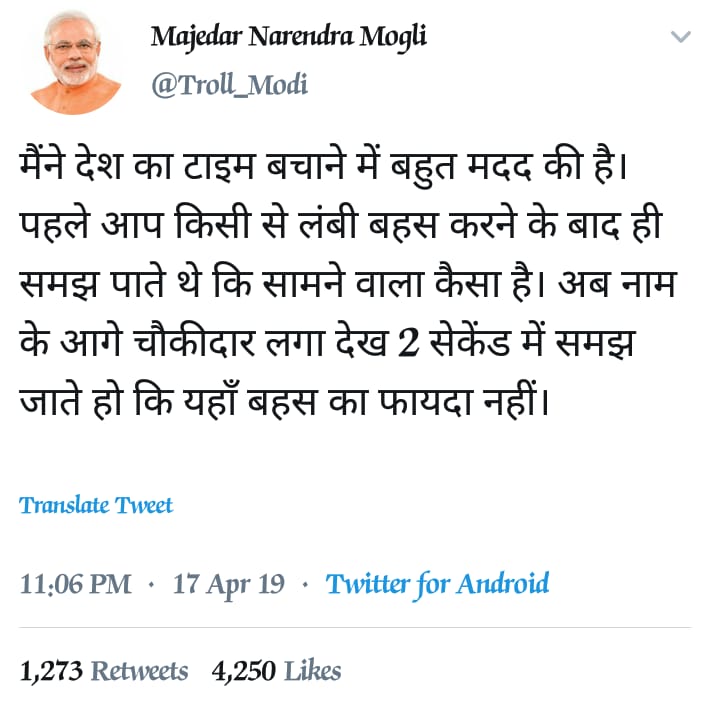 Majedar Narendra Mogli
@Troll_Modi
मैंने देश का टाइम बचाने में बहुत मदद की है।
पहले आप किसी से लंबी बहस करने के बाद ही
समझ पाते थे कि सामने वाला कैसा है। अब नाम
के आगे चौकीदार लगा देख 2 सेकेंड में समझ
जाते हो कि यहाँ बहस का फायदा नहीं।
Translate Tweet
11:06 PM · 17 Apr 19 · Twitter for Android
1,273 Retweets 4,250 Likes